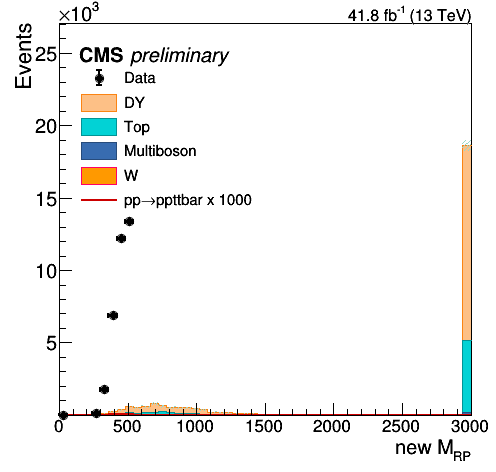 ×10³
41.8 fb⁻¹ (13 TeV)
Events
CMS preliminary
Data
DY
Top
Multiboson
W
pp→ppttbar x 1000
25
20
15
10
5
0 500 1000 1500 2000 2500 3000
new M_RP